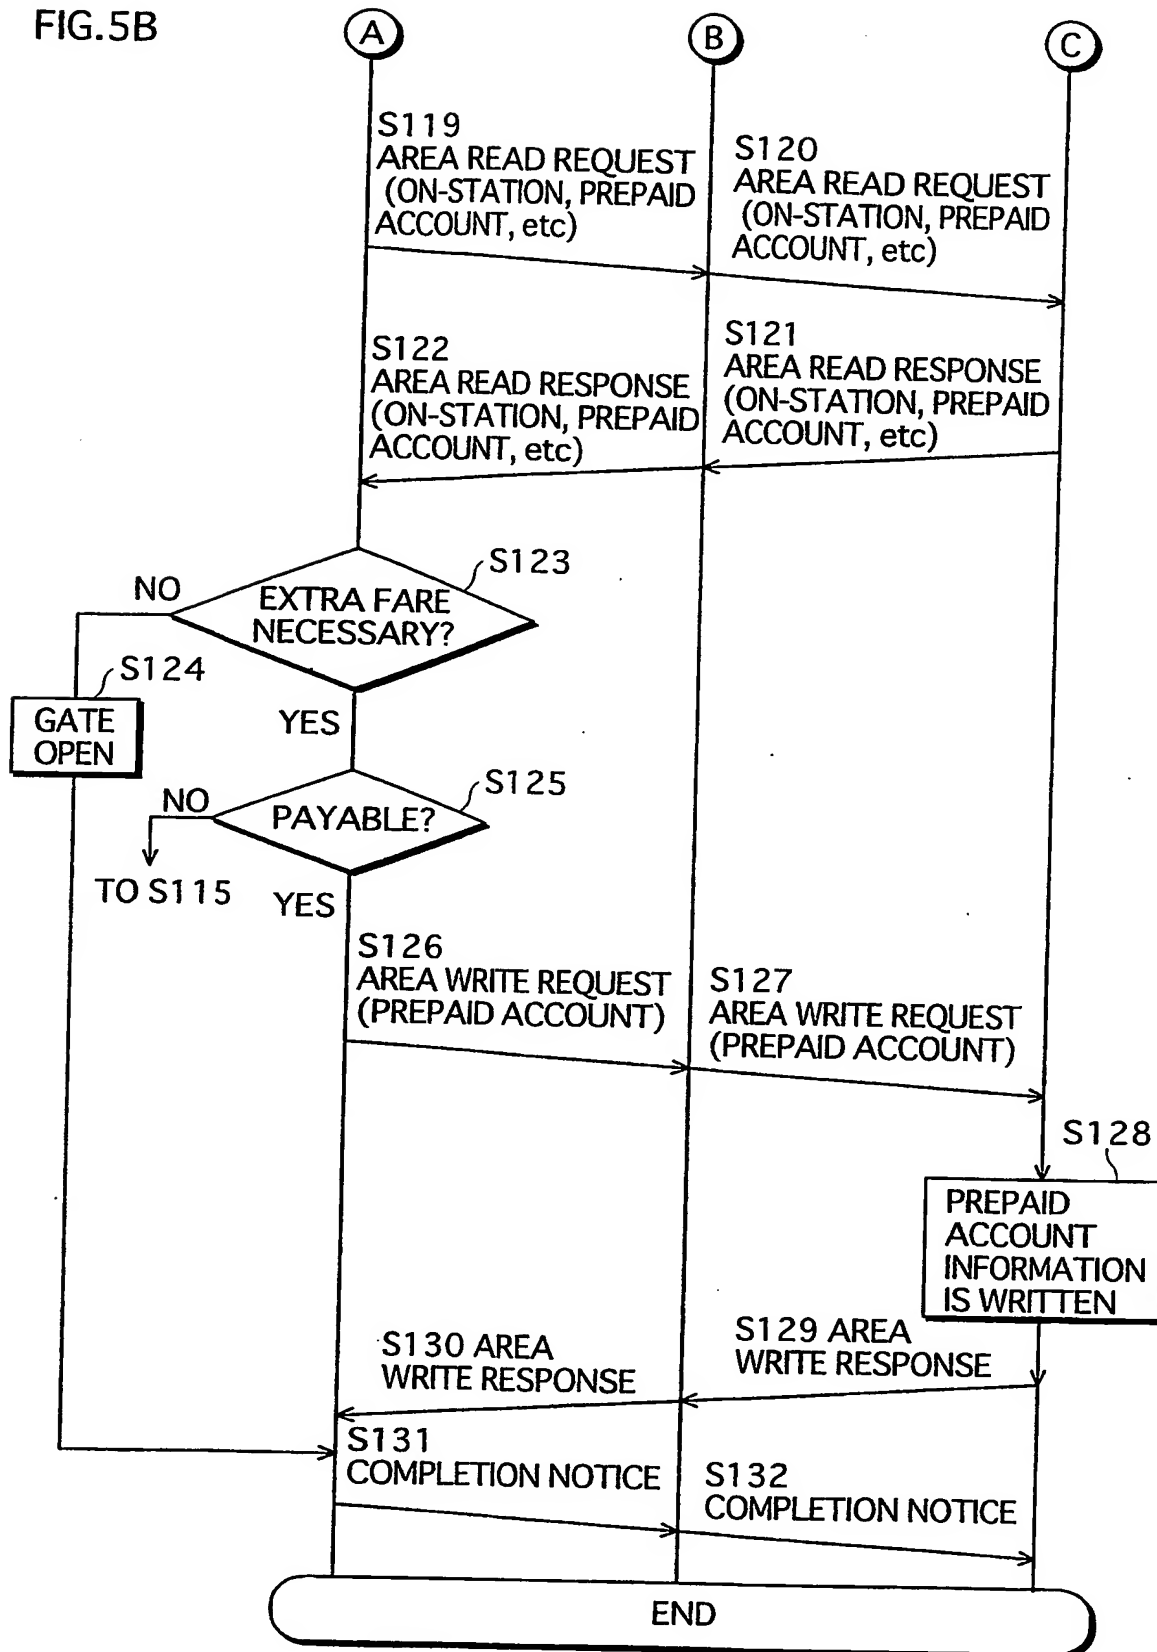 FIG.5B
A
B
C
S119
AREA READ REQUEST
(ON-STATION, PREPAID
ACCOUNT, etc)
S120
AREA READ REQUEST
(ON-STATION, PREPAID
ACCOUNT, etc)
S122
AREA READ RESPONSE
(ON-STATION, PREPAID
ACCOUNT, etc)
S121
AREA READ RESPONSE
(ON-STATION, PREPAID
ACCOUNT, etc)
S123
NO
EXTRA FARE
NECESSARY?
S124
GATE
OPEN
YES
S125
NO
PAYABLE?
TO S115
YES
S126
AREA WRITE REQUEST
(PREPAID ACCOUNT)
S127
AREA WRITE REQUEST
(PREPAID ACCOUNT)
S128
PREPAID
ACCOUNT
INFORMATION
IS WRITTEN
S130 AREA
WRITE RESPONSE
S129 AREA
WRITE RESPONSE
S131
COMPLETION NOTICE
S132
COMPLETION NOTICE
END